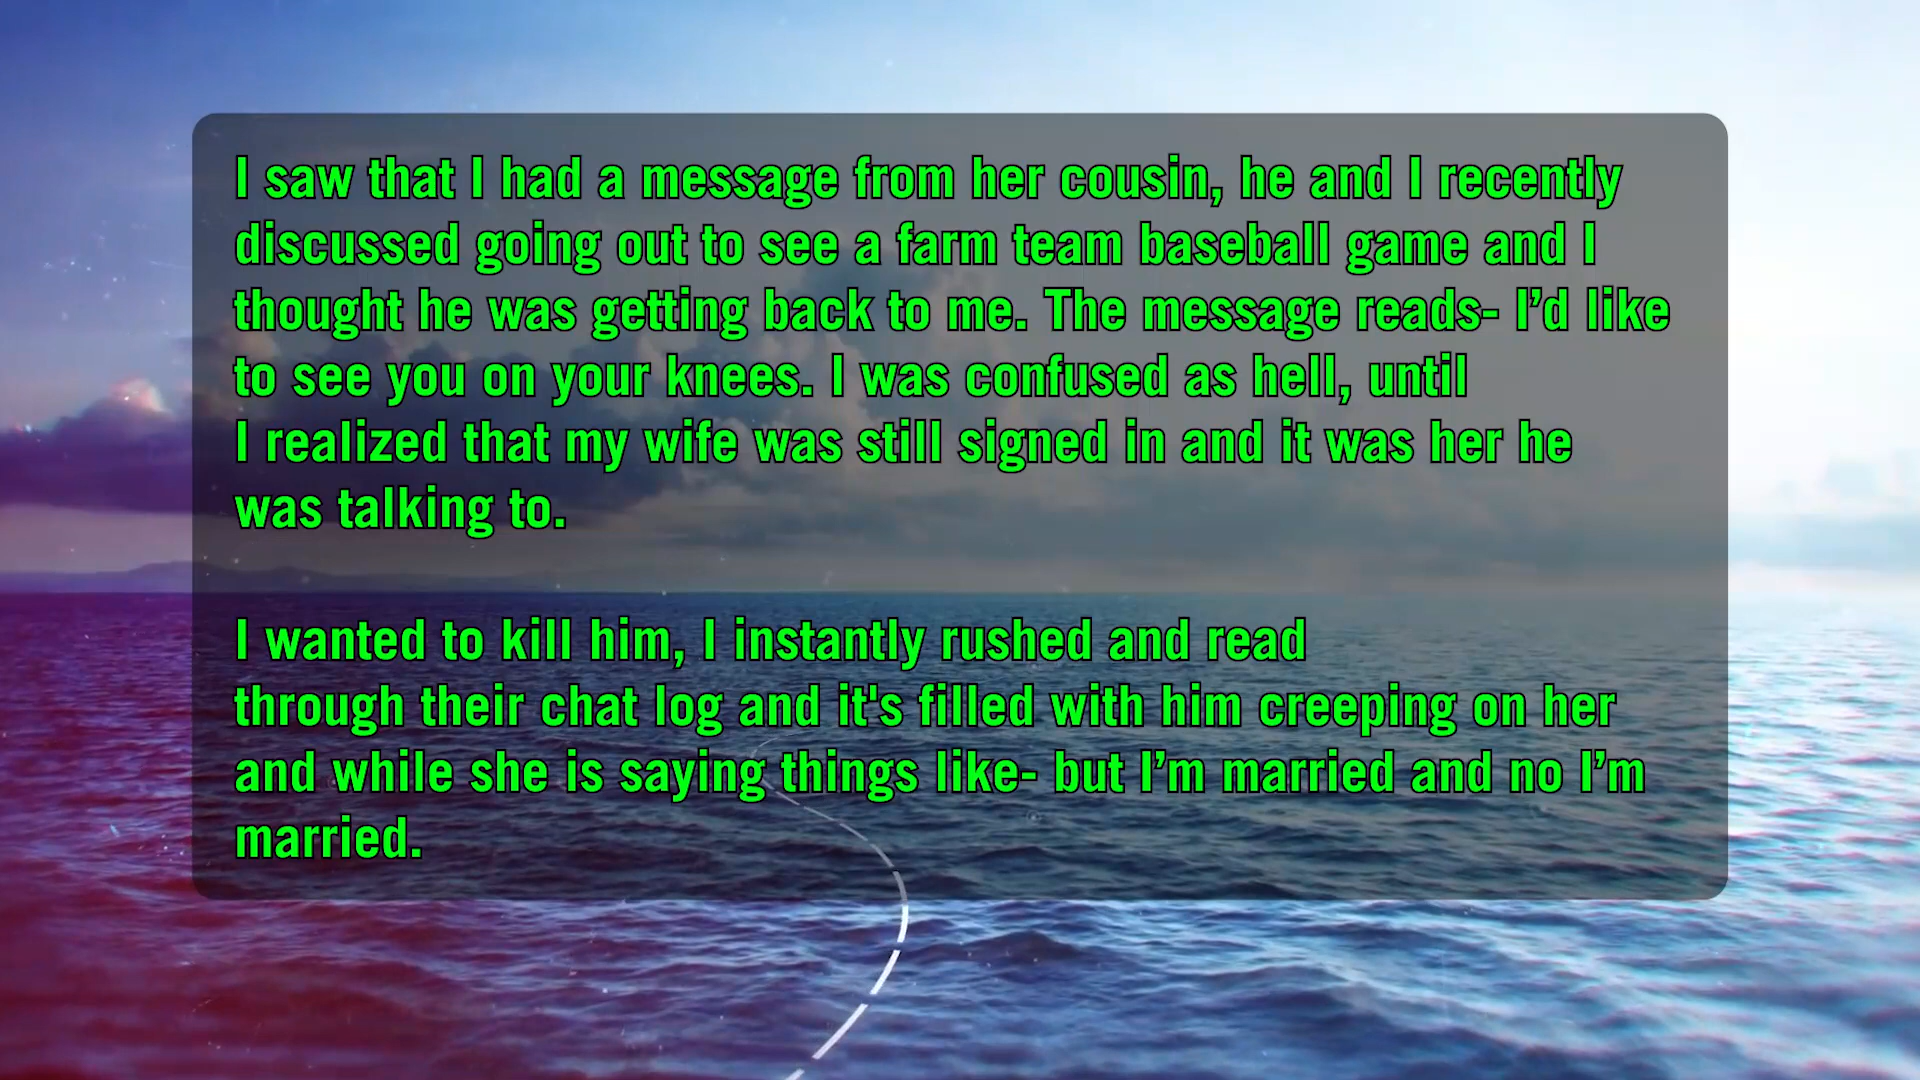 I saw that I had a message from her cousin, he and I recently
discussed going out to see a farm team baseball game and I
thought he was getting back to me. The message reads- I’d like
to see you on your knees. I was confused as hell, until
I realized that my wife was still signed in and it was her he
was talking to.
I wanted to kill him, I instantly rushed and read
through their chat log and it's filled with him creeping on her
and while she is saying things like- but I’m married and no I’m
married.